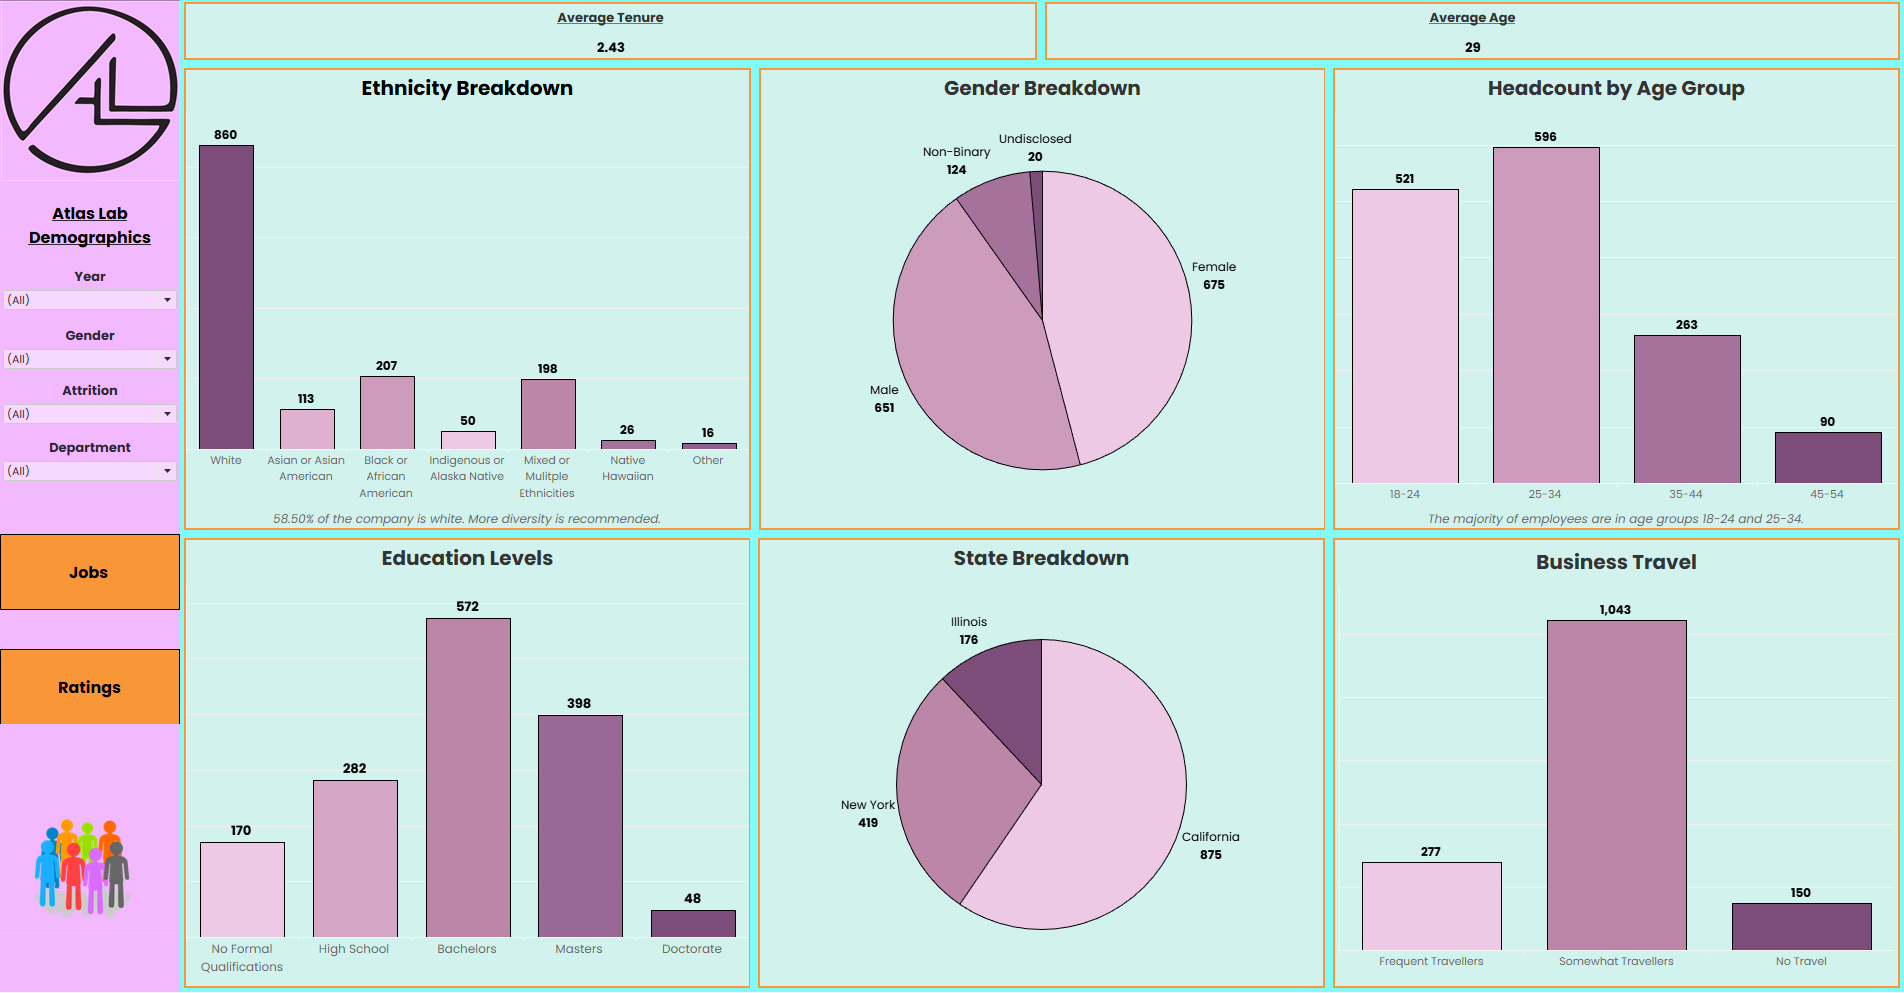 Atlas Lab
Demographics
Year
(All)
Gender
(All)
Attrition
(All)
Department
(All)
Jobs
Ratings
Average Tenure
2.43
Average Age
29
Ethnicity Breakdown
860
113
207
50
198
26
16
White
Asian or Asian
American
Black or
African
American
Indigenous or
Alaska Native
Mixed or
Mulitple
Ethnicities
Native
Hawaiian
Other
58.50% of the company is white. More diversity is recommended.
Gender Breakdown
Undisclosed
20
Non-Binary
124
Female
675
Male
651
Headcount by Age Group
521
596
263
90
18-24
25-34
35-44
45-54
The majority of employees are in age groups 18-24 and 25-34.
Education Levels
170
282
572
398
48
No Formal
Qualifications
High School
Bachelors
Masters
Doctorate
State Breakdown
Illinois
176
New York
419
California
875
Business Travel
277
1,043
150
Frequent Travellers
Somewhat Travellers
No Travel